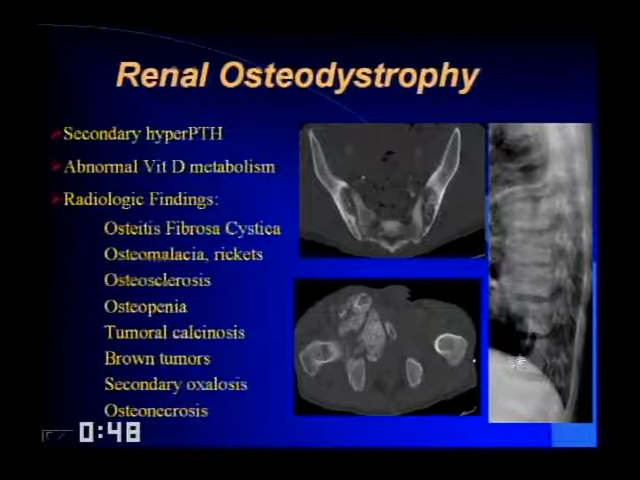 Renal Osteodystrophy
Secondary hyperPTH
Abnormal Vit D metabolism
Radiologic Findings:
Osteitis Fibrosa Cystica
Osteomalacia, rickets
Osteosclerosis
Osteopenia
Tumoral calcinosis
Brown tumors
Secondary oxalosis
Osteonecrosis
0:48